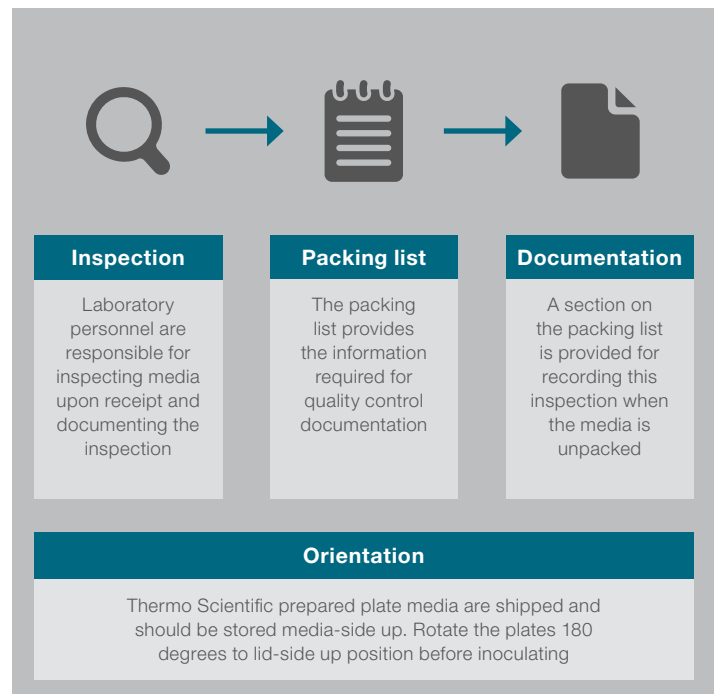 Inspection
Laboratory
personnel are
responsible for
inspecting media
upon receipt and
documenting the
inspection
Packing list
The packing
list provides
the information
required for
quality control
documentation
Documentation
A section on
the packing list
is provided for
recording this
inspection when
the media is
unpacked
Orientation
Thermo Scientific prepared plate media are shipped and
should be stored media-side up. Rotate the plates 180
degrees to lid-side up position before inoculating